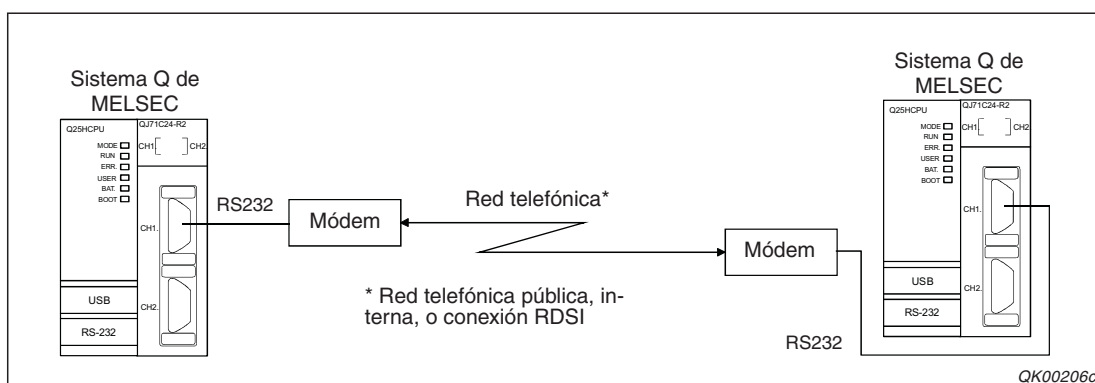 Sistema Q de
MELSEC
Q25HCPU
QJ71C24-R2
MODE
RUN
ERR.
USER
BAT.
BOOT
CH1.
CH2
CH1.
CH2.
USB
RS-232
RS232
Módem
Red telefónica*
* Red telefónica pública, in-
terna, o conexión RDSI
Módem
Sistema Q de
MELSEC
Q25HCPU
QJ71C24-R2
MODE
RUN
ERR.
USER
BAT.
BOOT
CH1.
CH2
CH1.
CH2.
USB
RS-232
RS232